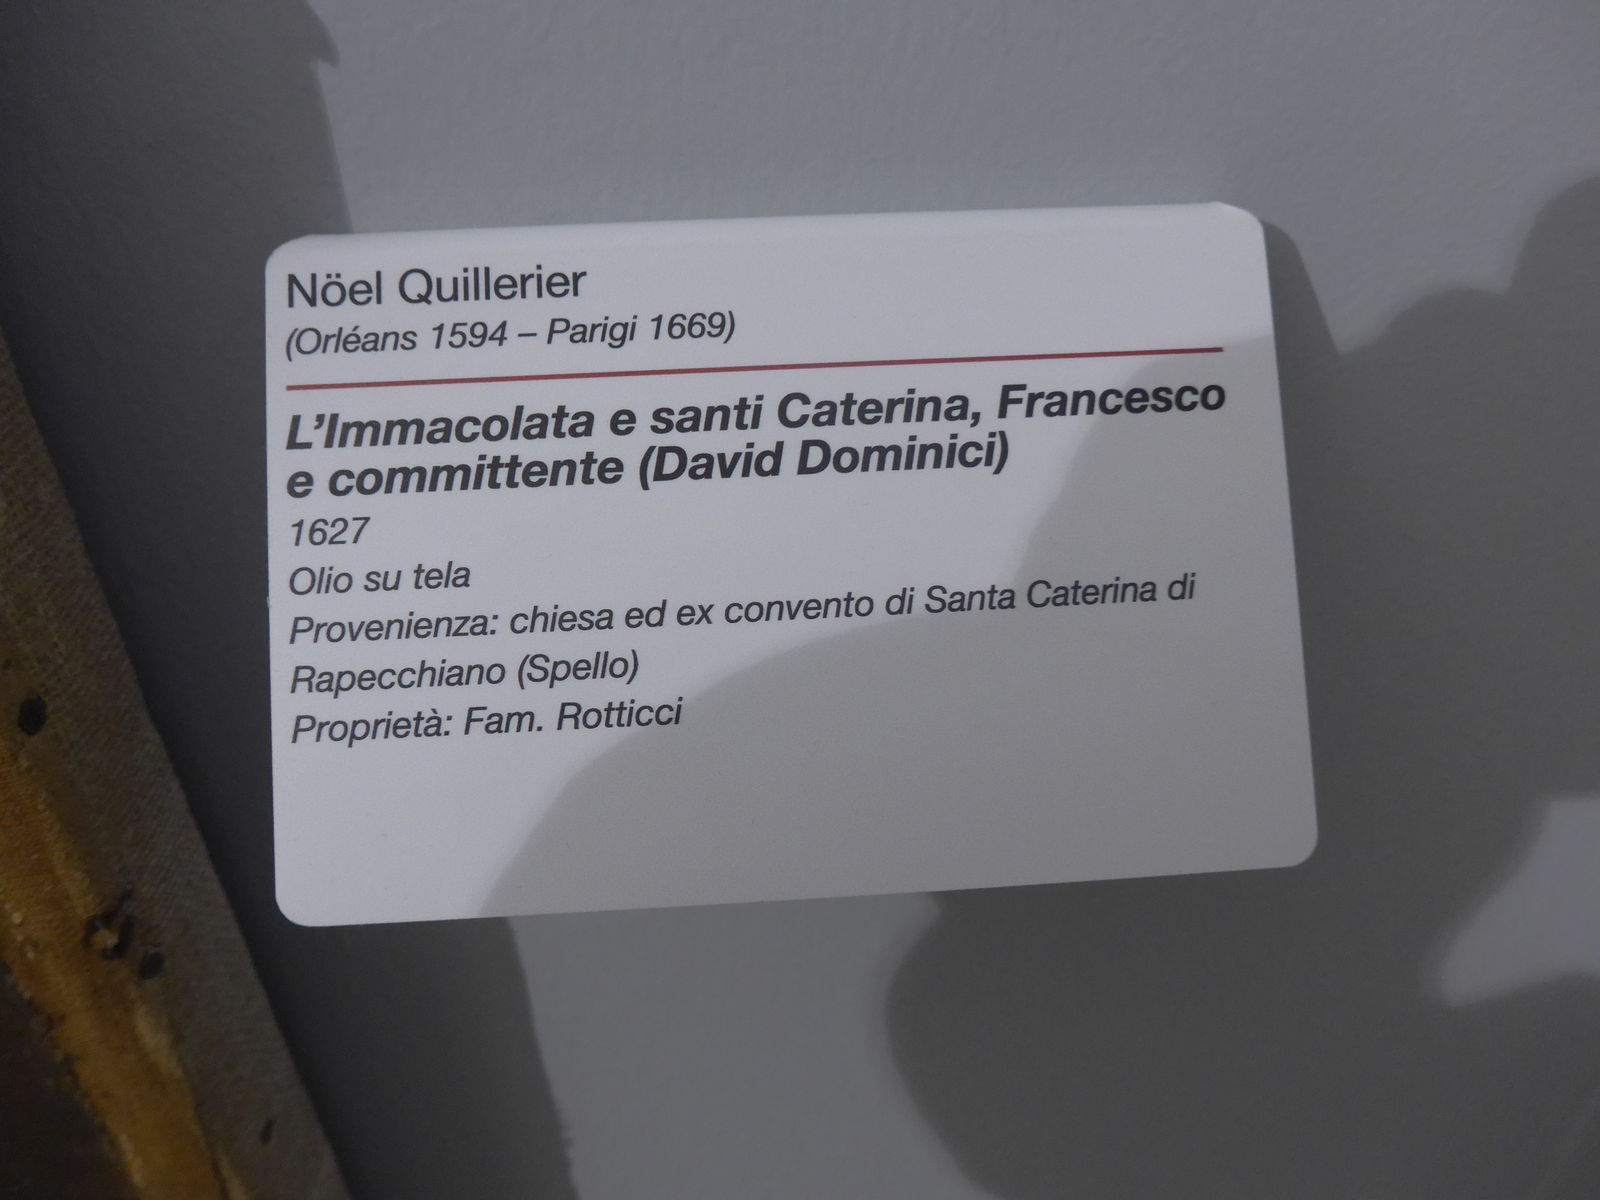 Nöel Quillerier
(Orléans 1594 – Parigi 1669)
L'Immacolata e santi Caterina, Francesco
e committente (David Dominici)
1627
Olio su tela
Provenienza: chiesa ed ex convento di Santa Caterina di
Rapecchiano (Spello)
Proprietà: Fam. Rotticci